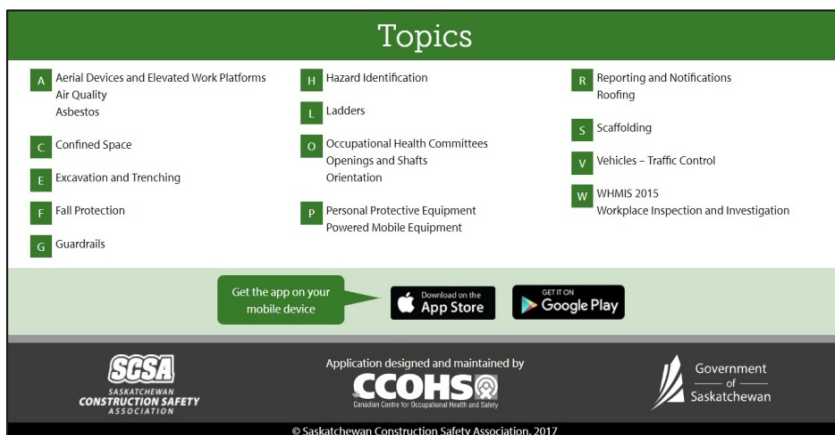 Topics
A Aerial Devices and Elevated Work Platforms
Air Quality
Asbestos
C Confined Space
E Excavation and Trenching
F Fall Protection
G Guardrails
H Hazard Identification
L Ladders
O Occupational Health Committees
Openings and Shafts
Orientation
P Personal Protective Equipment
Powered Mobile Equipment
R Reporting and Notifications
Roofing
S Scaffolding
V Vehicles – Traffic Control
W WHMIS 2015
Workplace Inspection and Investigation
Get the app on your
mobile device
Download on the
App Store
GET IT ON
Google Play
SCSA
SASKATCHEWAN
CONSTRUCTION SAFETY
ASSOCIATION
Application designed and maintained by
CCOHS
Canadian Centre for Occupational Health and Safety
Government
of
Saskatchewan
© Saskatchewan Construction Safety Association, 2017